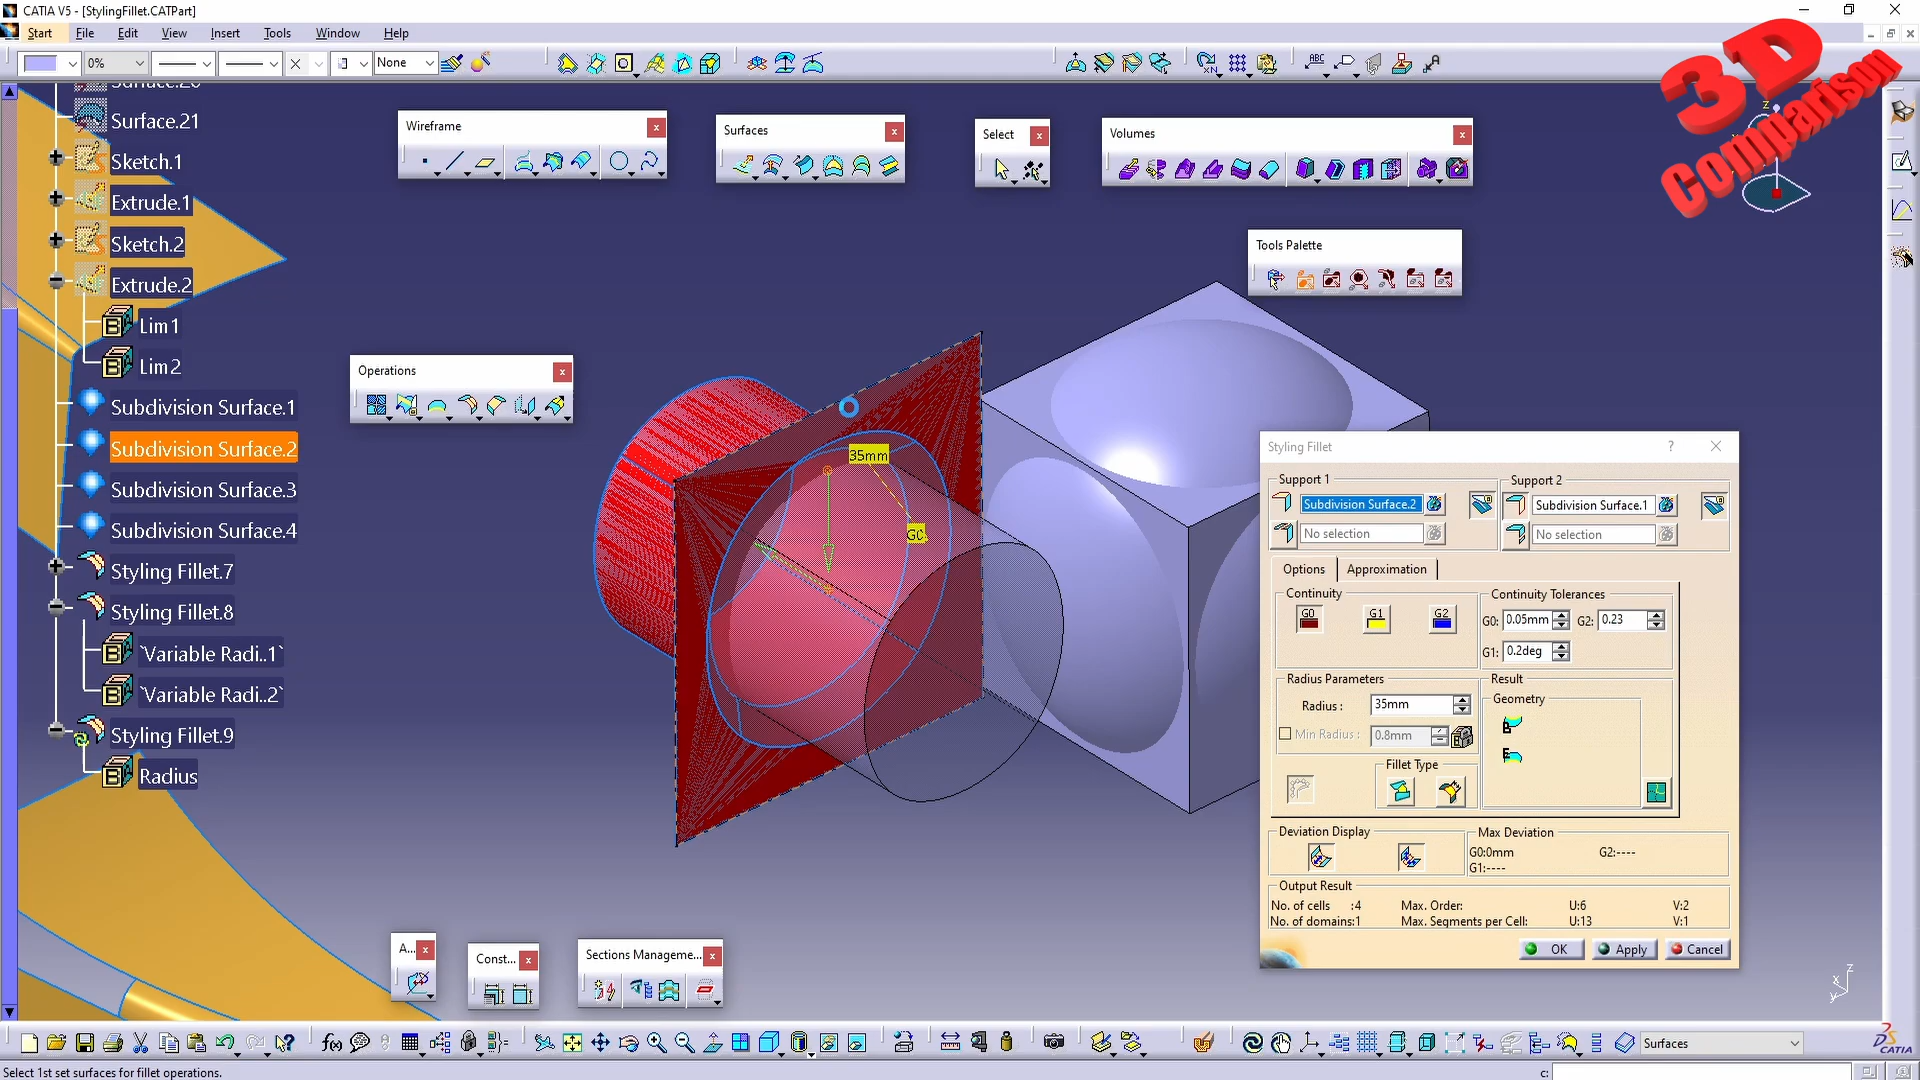 CATIA V5 - [StylingFillet.CATPart]
Start File Edit View Insert Tools Window Help
0% None
3D
Comparison
Surface.21
Sketch.1
Extrude.1
Sketch.2
Extrude.2
Lim1
Lim2
Subdivision Surface.1
Subdivision Surface.2
Subdivision Surface.3
Subdivision Surface.4
Styling Fillet.7
Styling Fillet.8
`Variable Radi..1`
`Variable Radi..2`
Styling Fillet.9
Radius
Wireframe
Surfaces
Select
Volumes
Tools Palette
Operations
35mm
G0
Styling Fillet
Support 1
Support 2
Subdivision Surface.2
Subdivision Surface.1
No selection
No selection
Options
Approximation
Continuity
G0 G1 G2
Continuity Tolerances
G0: 0.05mm G2: 0.23
G1: 0.2deg
Radius Parameters
Radius : 35mm
Min Radius : 0.8mm
Fillet Type
Result
Geometry
Deviation Display
Max Deviation
G0:0mm G2:----
G1:----
Output Result
No. of cells :4 Max. Order: U:6 V:2
No. of domains:1 Max. Segments per Cell: U:13 V:1
OK Apply Cancel
A...
Const...
Sections Manageme...
z
x
y
Surfaces
CATIA
Select 1st set surfaces for fillet operations.
c: